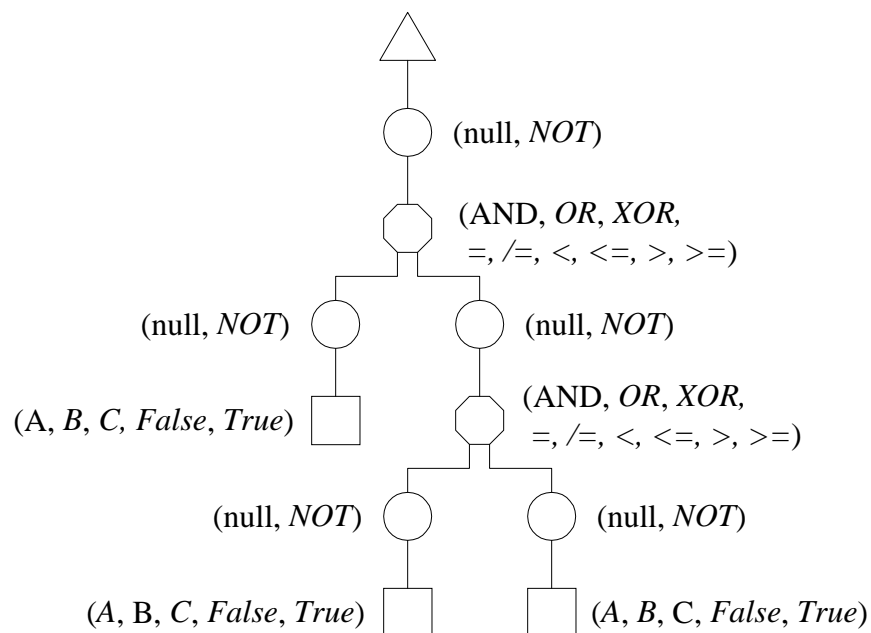 (null, NOT)
(AND, OR, XOR,
=, /=, <, <=, >, >=)
(null, NOT)
(null, NOT)
(A, B, C, False, True)
(AND, OR, XOR,
=, /=, <, <=, >, >=)
(null, NOT)
(null, NOT)
(A, B, C, False, True)
(A, B, C, False, True)